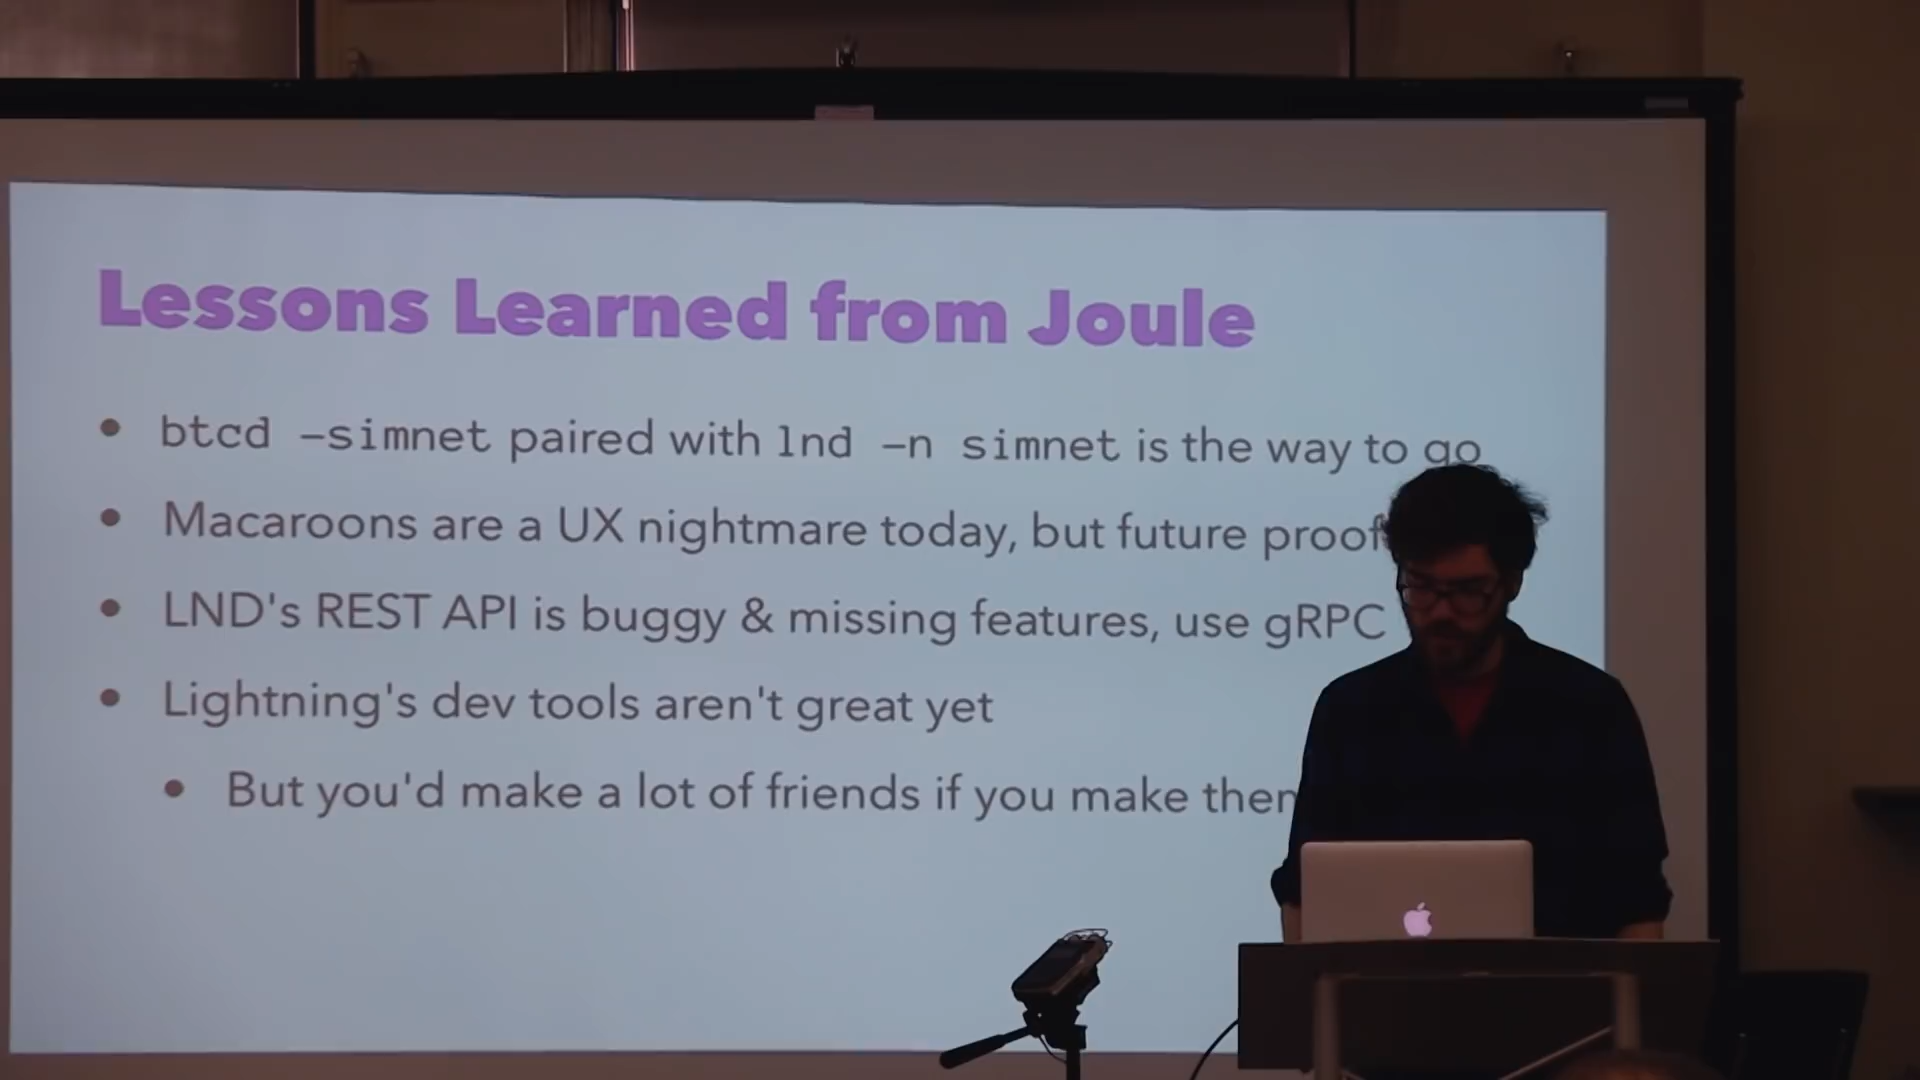 Lessons Learned from Joule
• btcd –simnet paired with lnd –n simnet is the way to go
• Macaroons are a UX nightmare today, but future proof
• LND's REST API is buggy & missing features, use gRPC
• Lightning's dev tools aren't great yet
• But you'd make a lot of friends if you make